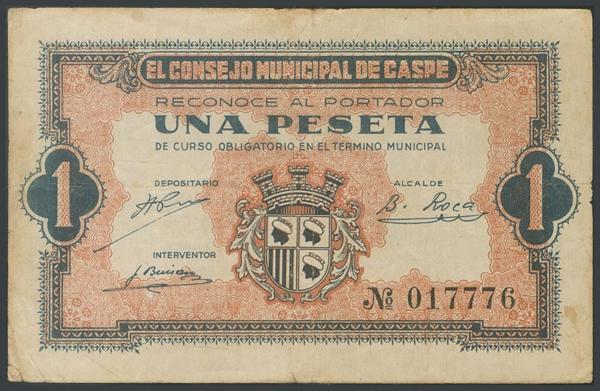 EL CONSEJO MUNICIPAL DE CASPE
RECONOCE AL PORTADOR
UNA PESETA
DE CURSO OBLIGATORIO EN EL TERMINO MUNICIPAL
1 1
DEPOSITARIO ALCALDE
B. Roca
INTERVENTOR
Nº 017776